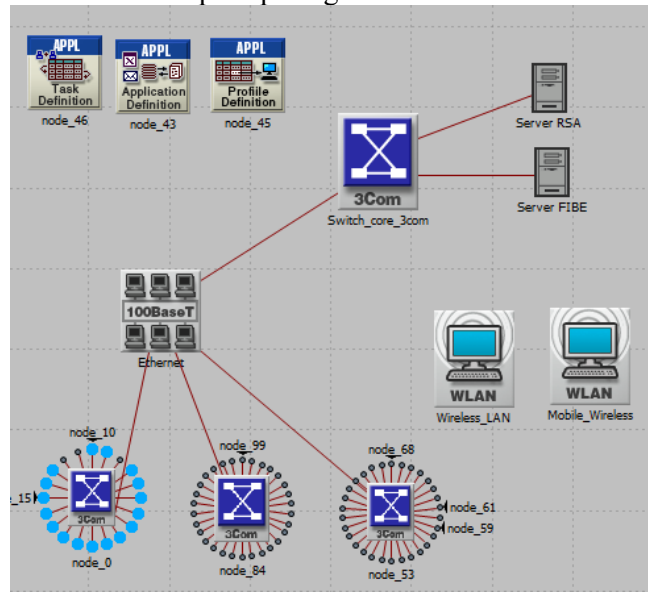 APPL
Task
Definition
node_46
APPL
Application
Definition
node_43
APPL
Profile
Definition
node_45
Server RSA
3Com
Switch_core_3com
Server FIBE
100BaseT
Ethernet
WLAN
Wireless_LAN
WLAN
Mobile_Wireless
node_10
_15
3Com
node_0
node_99
3Com
node_84
node_68
node_61
node_59
3Com
node_53